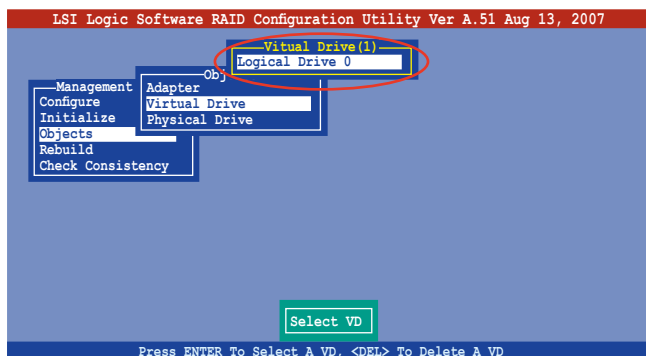 LSI Logic Software RAID Configuration Utility Ver A.51 Aug 13, 2007
Vitual Drive(1)
Logical Drive 0
Obj
Adapter
Virtual Drive
Physical Drive
Management
Configure
Initialize
Objects
Rebuild
Check Consistency
Select VD
Press ENTER To Select A VD, <DEL> To Delete A VD